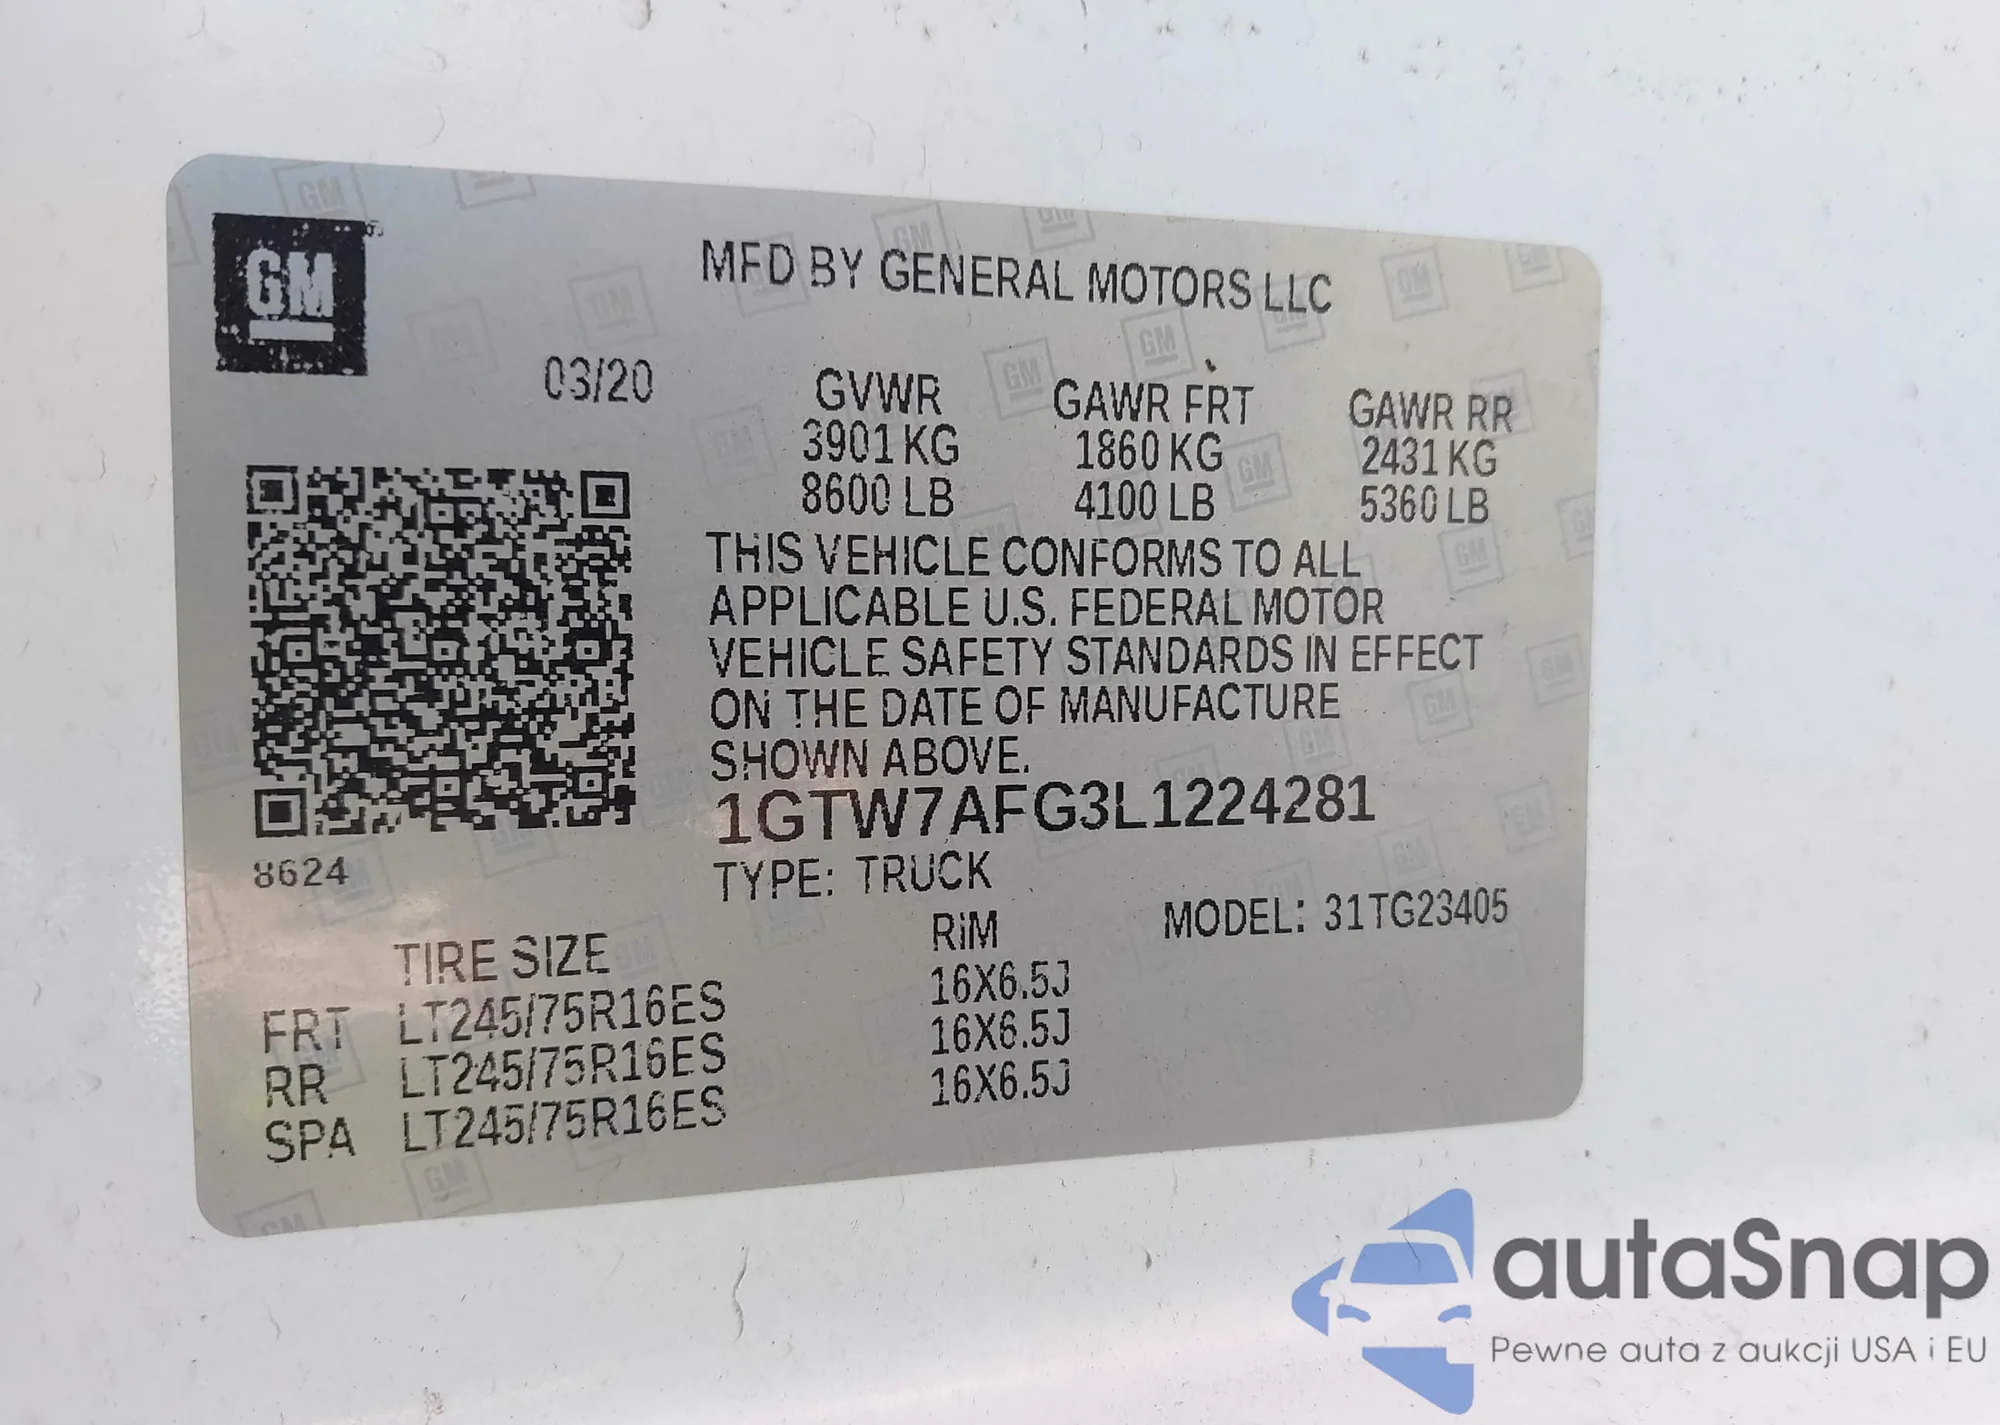 GM
MFD BY GENERAL MOTORS LLC
03/20
GVWR GAWR FRT GAWR RR
3901 KG 1860 KG 2431 KG
8600 LB 4100 LB 5360 LB
THIS VEHICLE CONFORMS TO ALL
APPLICABLE U.S. FEDERAL MOTOR
VEHICLE SAFETY STANDARDS IN EFFECT
ON THE DATE OF MANUFACTURE
SHOWN ABOVE.
1GTW7AFG3L1224281
8624
TYPE: TRUCK
MODEL: 31TG23405
TIRE SIZE RIM
FRT LT245/75R16ES 16X6.5J
RR LT245/75R16ES 16X6.5J
SPA LT245/75R16ES 16X6.5J
autaSnap
Pewne auta z aukcji USA i EU